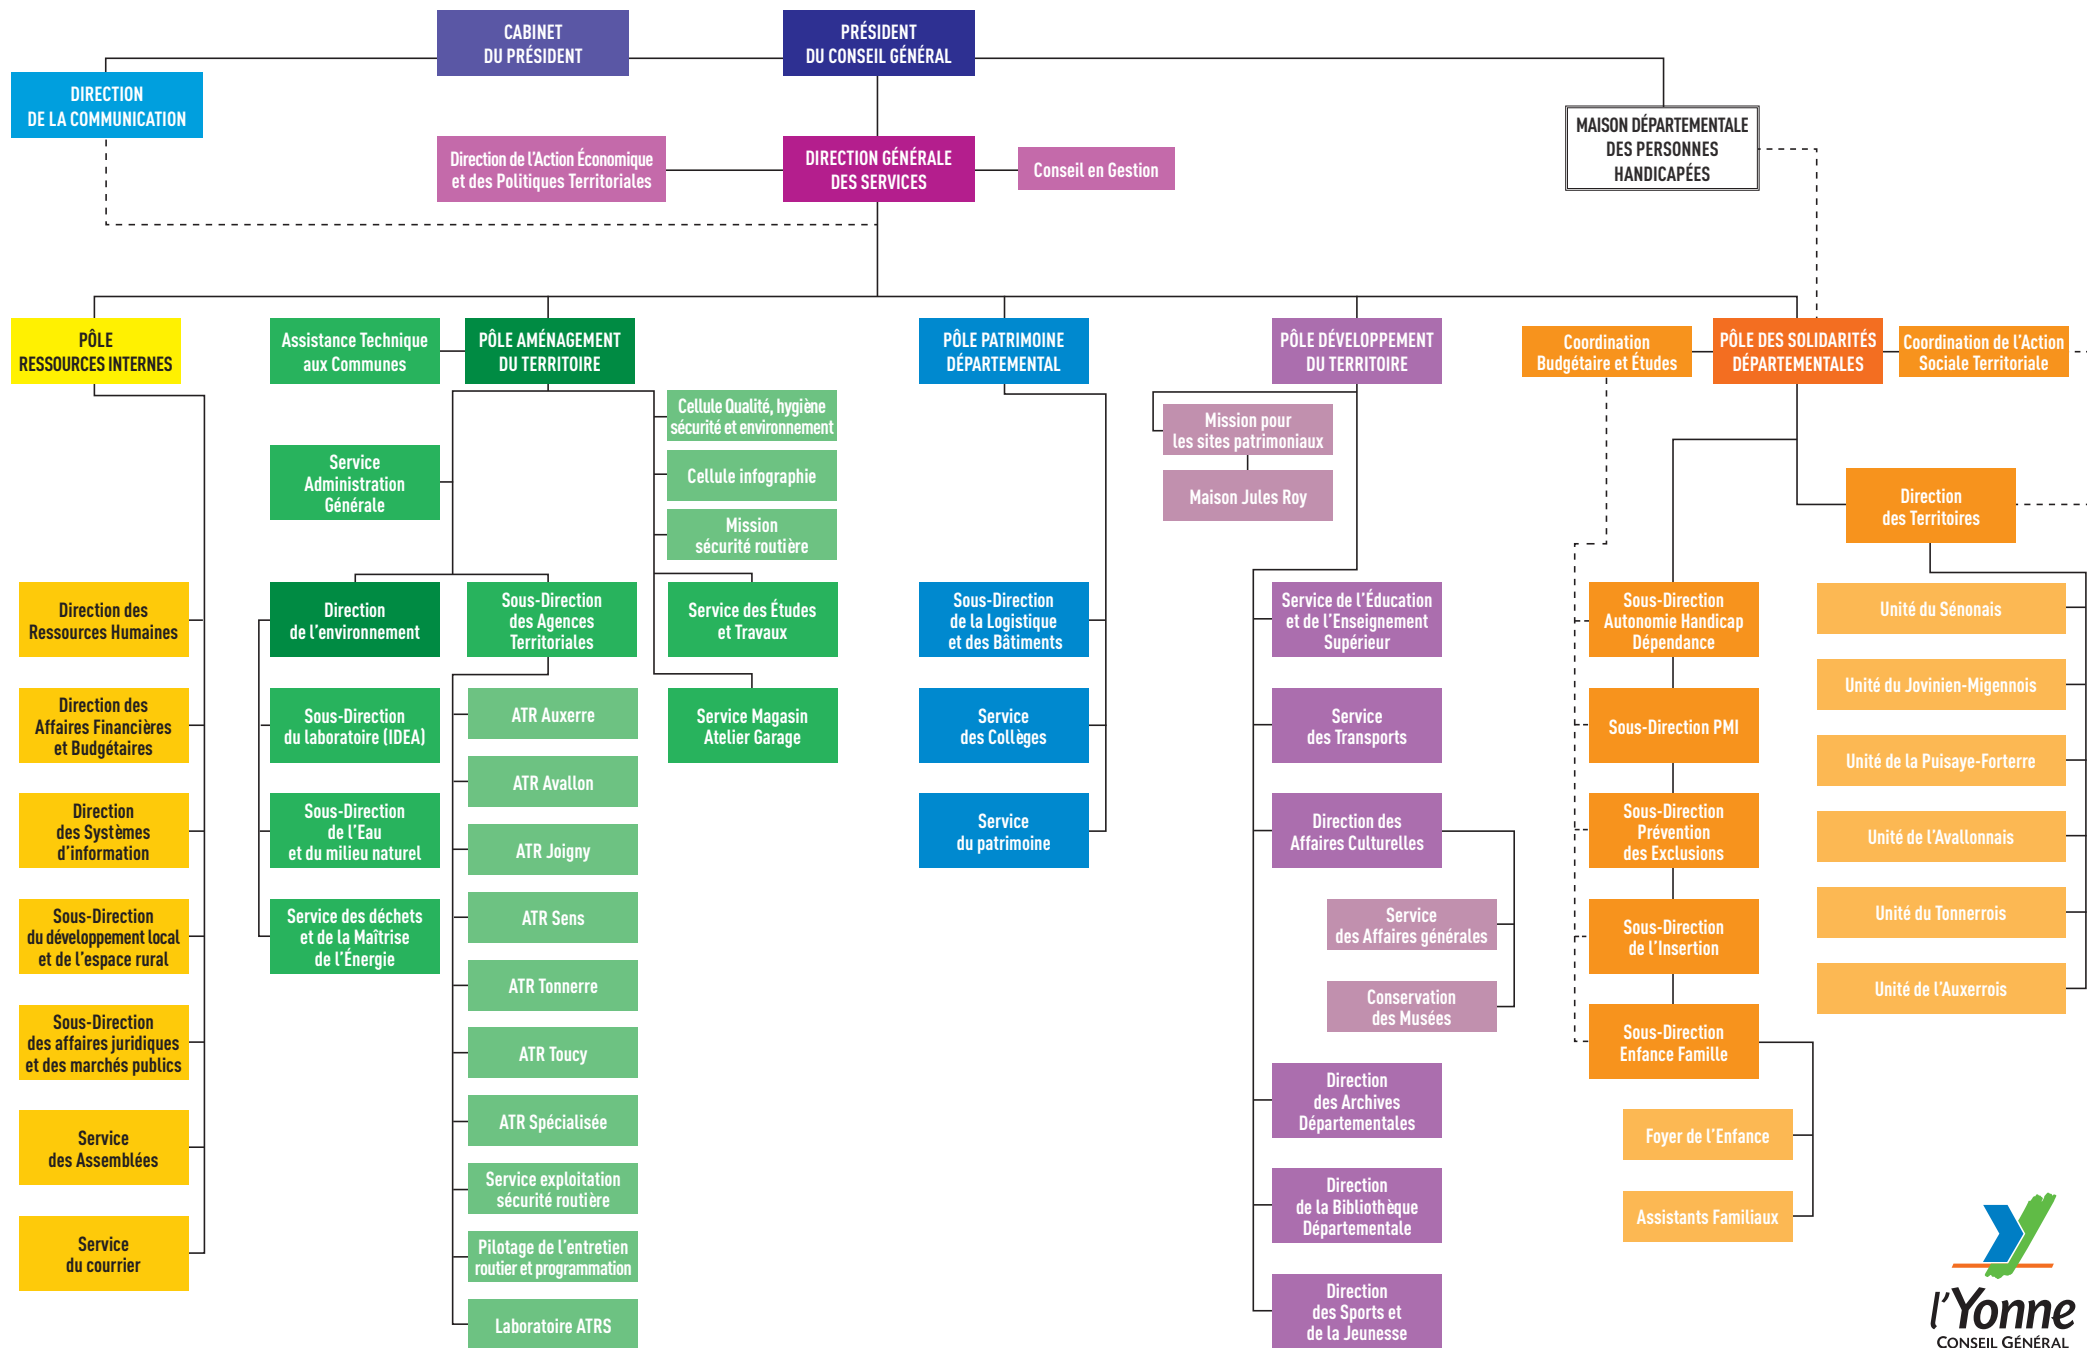 CABINET
DU PRÉSIDENT
PRÉSIDENT
DU CONSEIL GÉNÉRAL
DIRECTION
DE LA COMMUNICATION
MAISON DÉPARTEMENTALE
DES PERSONNES
HANDICAPÉES
Direction de l'Action Économique
et des Politiques Territoriales
DIRECTION GÉNÉRALE
DES SERVICES
Conseil en Gestion
PÔLE
RESSOURCES INTERNES
Direction des
Ressources Humaines
Direction des
Affaires Financières
et Budgétaires
Direction
des Systèmes
d'information
Sous-Direction
du développement local
et de l'espace rural
Sous-Direction
des affaires juridiques
et des marchés publics
Service
des Assemblées
Service
du courrier
Assistance Technique
aux Communes
PÔLE AMÉNAGEMENT
DU TERRITOIRE
Service
Administration
Générale
Cellule Qualité, hygiène
sécurité et environnement
Cellule infographie
Mission
sécurité routière
Direction
de l'environnement
Sous-Direction
du laboratoire (IDEA)
Sous-Direction
de l'Eau
et du milieu naturel
Service des déchets
et de la Maîtrise
de l'Énergie
Sous-Direction
des Agences
Territoriales
ATR Auxerre
ATR Avallon
ATR Joigny
ATR Sens
ATR Tonnerre
ATR Toucy
ATR Spécialisée
Service exploitation
sécurité routière
Pilotage de l'entretien
routier et programmation
Laboratoire ATRS
Service des Études
et Travaux
Service Magasin
Atelier Garage
PÔLE PATRIMOINE
DÉPARTEMENTAL
Sous-Direction
de la Logistique
et des Bâtiments
Service
des Collèges
Service
du patrimoine
PÔLE DÉVELOPPEMENT
DU TERRITOIRE
Mission pour
les sites patrimoniaux
Maison Jules Roy
Service de l'Éducation
et de l'Enseignement
Supérieur
Service
des Transports
Direction des
Affaires Culturelles
Service
des Affaires générales
Conservation
des Musées
Direction
des Archives
Départementales
Direction
de la Bibliothèque
Départementale
Direction
des Sports et
de la Jeunesse
Coordination
Budgétaire et Études
PÔLE DES SOLIDARITÉS
DÉPARTEMENTALES
Coordination de l'Action
Sociale Territoriale
Direction
des Territoires
Sous-Direction
Autonomie Handicap
Dépendance
Sous-Direction PMI
Sous-Direction
Prévention
des Exclusions
Sous-Direction
de l'Insertion
Sous-Direction
Enfance Famille
Foyer de l'Enfance
Assistants Familiaux
Unité du Sénonais
Unité du Jovinien-Migennois
Unité de la Puisaye-Forterre
Unité de l'Avallonnais
Unité du Tonnerrois
Unité de l'Auxerrois
l'Yonne
CONSEIL GÉNÉRAL